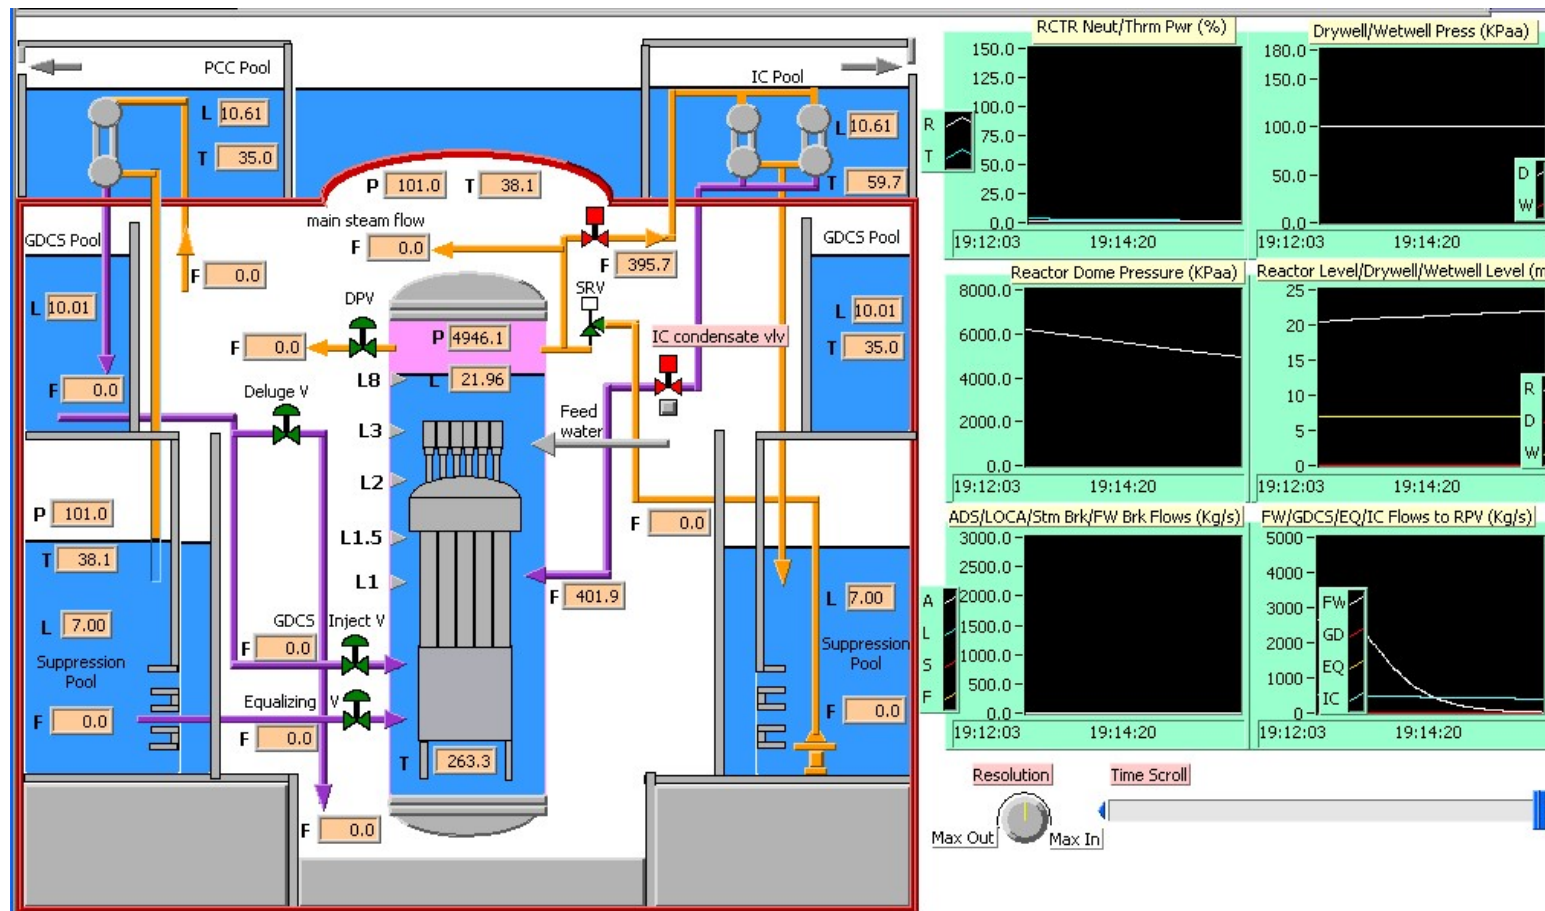 PCC Pool
L 10.61
T 35.0
IC Pool
L 10.61
T 59.7
P 101.0 T 38.1
main steam flow
F 0.0
F 395.7
GDCS Pool
L 10.01
F 0.0
F 0.0
DPV
F 0.0
SRV
P 4946.1
L 21.96
IC condensate vlv
GDCS Pool
L 10.01
T 35.0
Deluge V
L8
L3
L2
L1.5
L1
Feed
water
P 101.0
T 38.1
L 7.00
Suppression
Pool
F 0.0
F 0.0
F 401.9
GDCS Inject V
F 0.0
Equalizing V
F 0.0
T 263.3
F 0.0
L 7.00
Suppression
Pool
F 0.0
RCTR Neut/Thrm Pwr (%)
150.0
125.0
100.0
75.0
50.0
25.0
0.0
R
T
19:12:03 19:14:20
Drywell/Wetwell Press (KPaa)
180.0
150.0
100.0
50.0
0.0
D
W
19:12:03 19:14:20
Reactor Dome Pressure (KPaa)
8000.0
6000.0
4000.0
2000.0
0.0
19:12:03 19:14:20
Reactor Level/Drywell/Wetwell Level (m
25
20
15
10
5
0
R
D
W
19:12:03 19:14:20
ADS/LOCA/Stm Brk/FW Brk Flows (Kg/s)
3000.0
2500.0
2000.0
1500.0
1000.0
500.0
0.0
A
L
S
F
19:12:03 19:14:20
FW/GDCS/EQ/IC Flows to RPV (Kg/s)
5000
4000
3000
2000
1000
0
FW
GD
EQ
IC
19:12:03 19:14:20
Resolution
Max Out Max In
Time Scroll